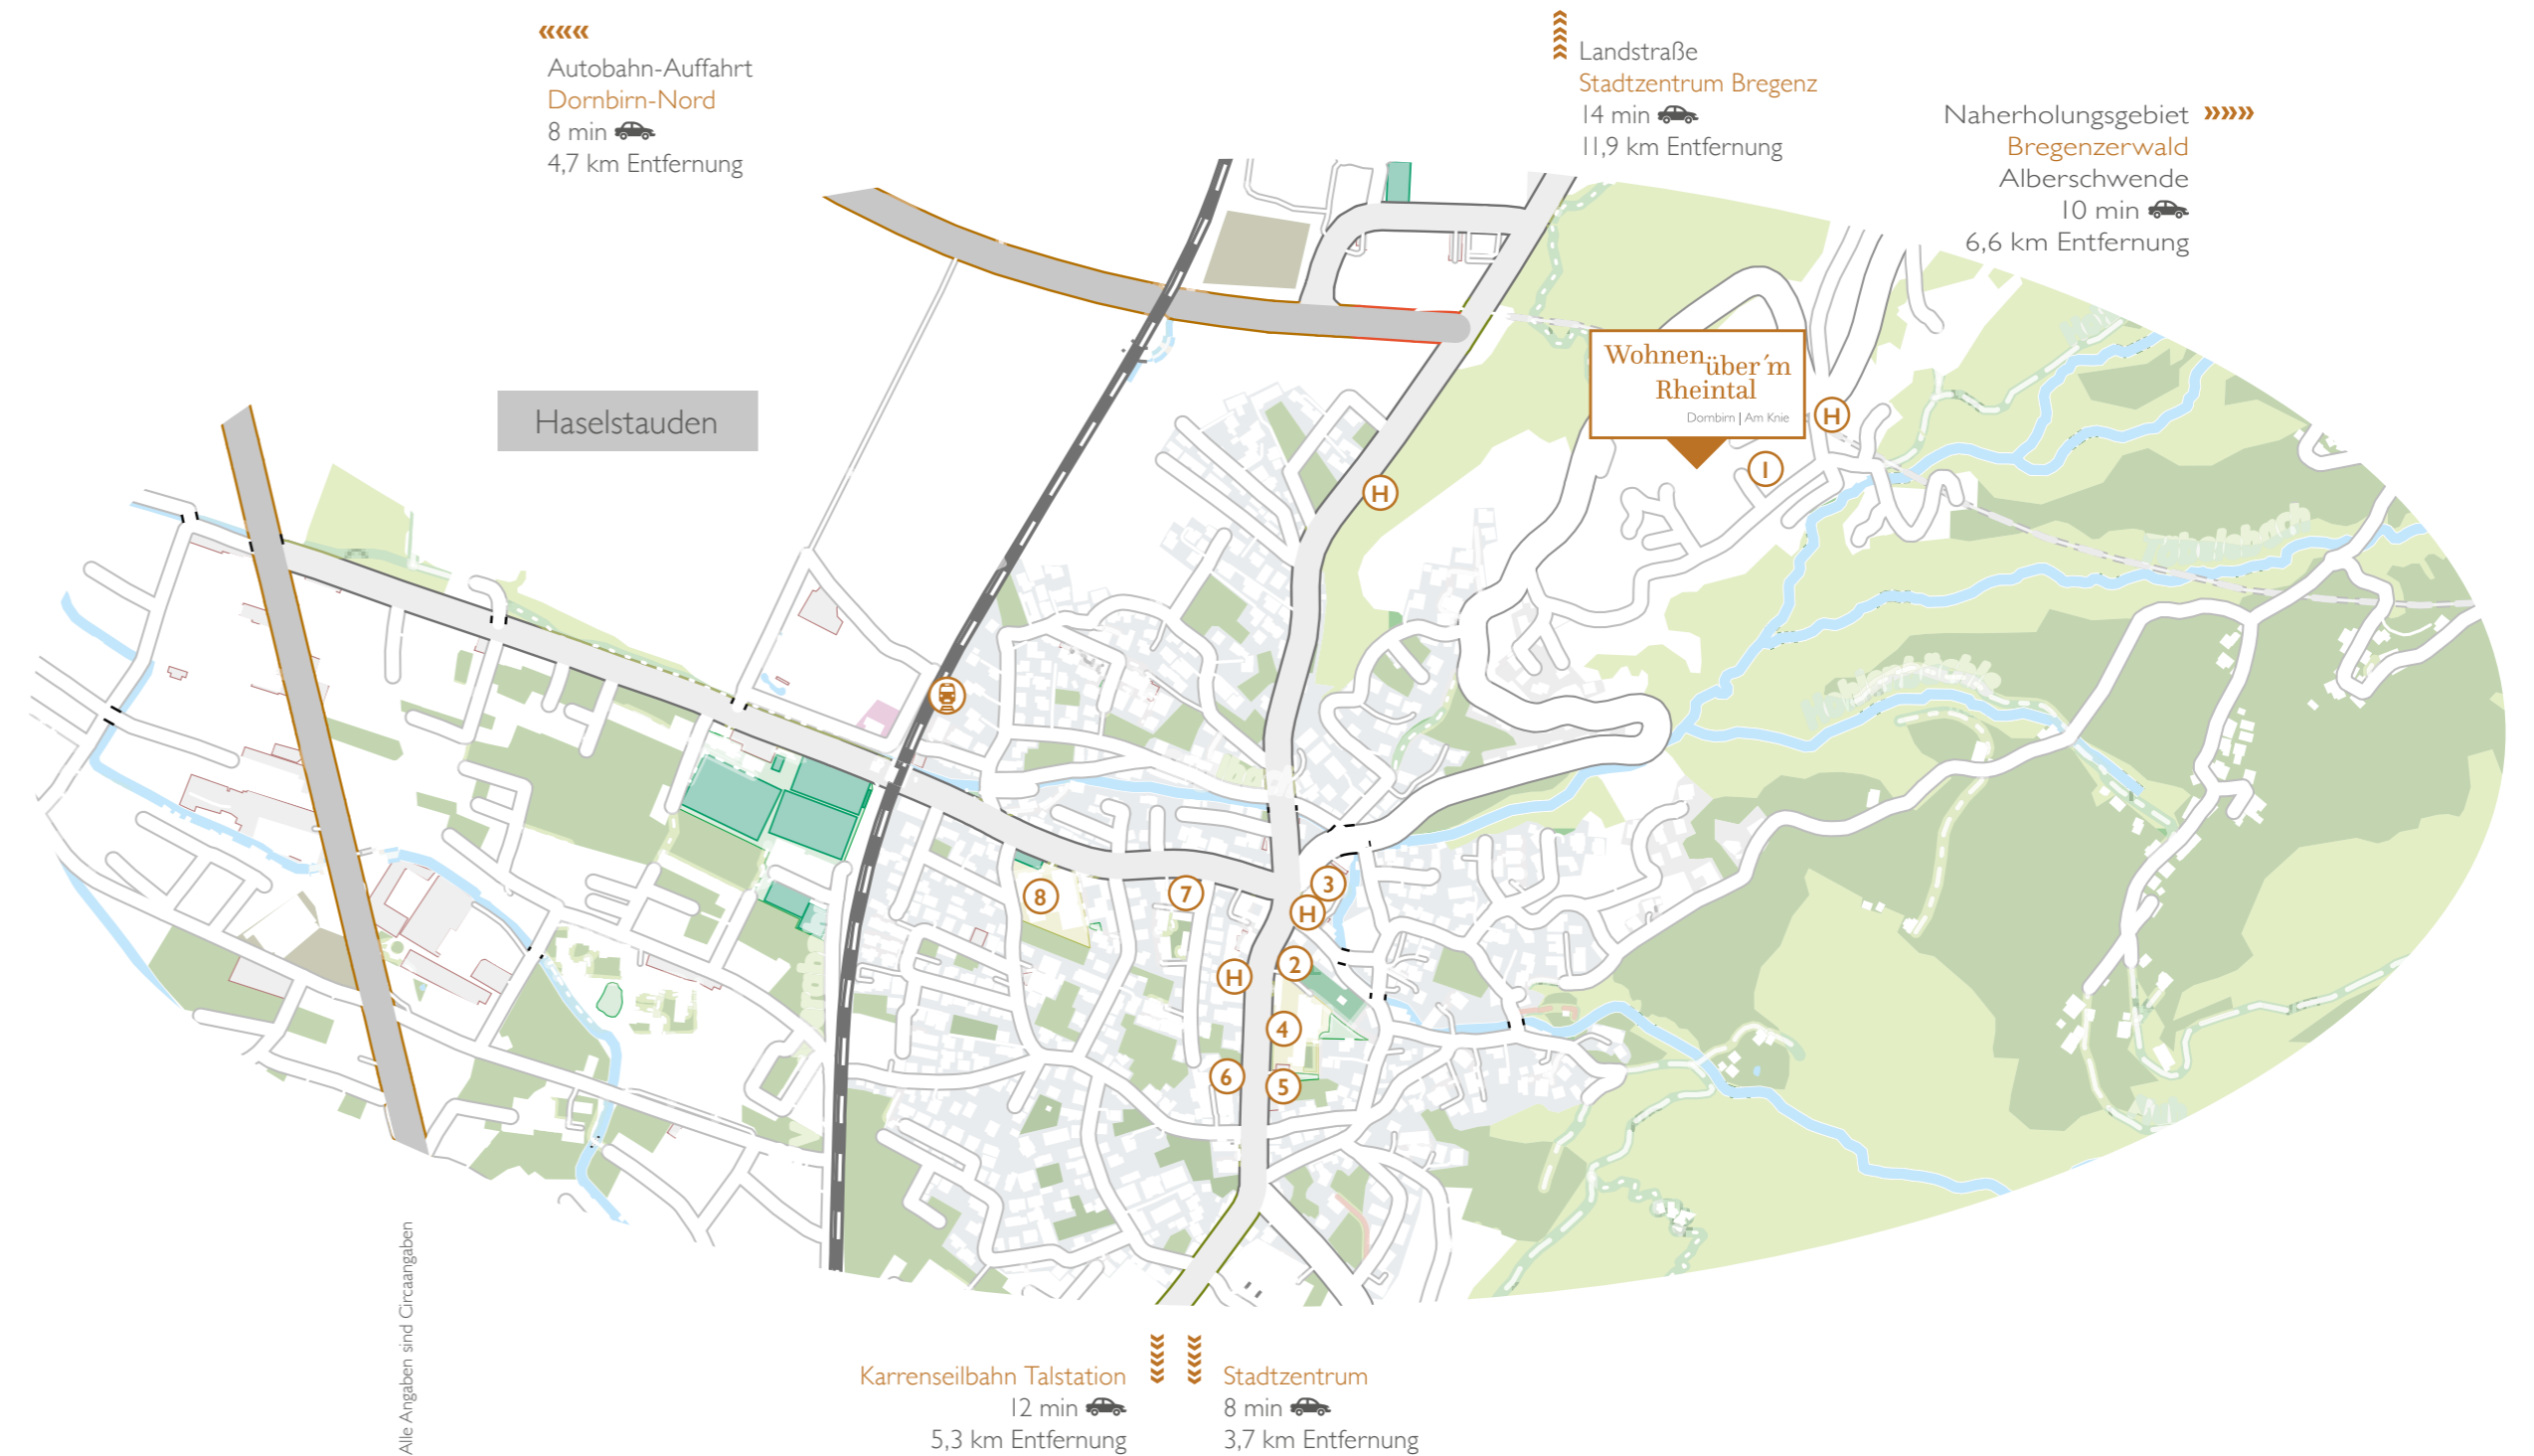 Autobahn-Auffahrt
Dornbirn-Nord
8 min
4,7 km Entfernung
Landstraße
Stadtzentrum Bregenz
14 min
11,9 km Entfernung
Naherholungsgebiet
Bregenzerwald
Alberschwende
10 min
6,6 km Entfernung
Haselstauden
Wohnen
über´m
Rheintal
Dornbirn | Am Knie
H
1
H
8
7
3
H
2
H
4
6
5
Alle Angaben sind Circaangaben
Karrenseilbahn Talstation
12 min
5,3 km Entfernung
Stadtzentrum
8 min
3,7 km Entfernung